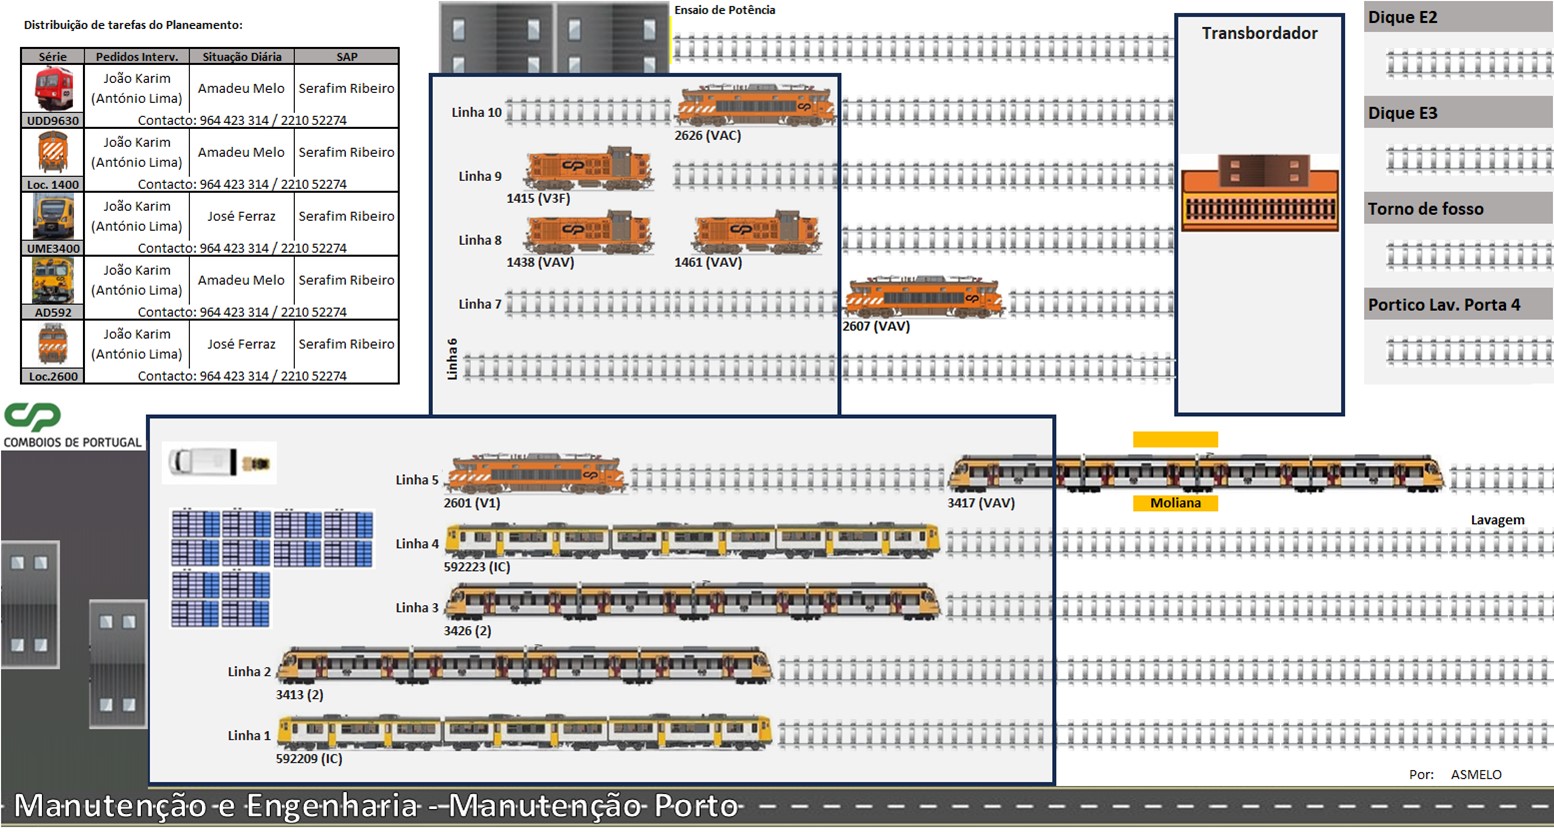 Distribuição de tarefas do Planeamento:
Série Pedidos Interv. Situação Diária SAP
João Karim
(António Lima) Amadeu Melo Serafim Ribeiro
UDD9630 Contacto: 964 423 314 / 2210 52274
João Karim
(António Lima) Amadeu Melo Serafim Ribeiro
Loc. 1400 Contacto: 964 423 314 / 2210 52274
João Karim
(António Lima) José Ferraz Serafim Ribeiro
UME3400 Contacto: 964 423 314 / 2210 52274
João Karim
(António Lima) Amadeu Melo Serafim Ribeiro
AD592 Contacto: 964 423 314 / 2210 52274
João Karim
(António Lima) José Ferraz Serafim Ribeiro
Loc.2600 Contacto: 964 423 314 / 2210 52274
Ensaio de Potência
Linha 10
2626 (VAC)
Linha 9
1415 (V3F)
Linha 8
1438 (VAV) 1461 (VAV)
Linha 7
2607 (VAV)
Linha 6
Transbordador
Dique E2
Dique E3
Torno de fosso
Portico Lav. Porta 4
CP
COMBOIOS DE PORTUGAL
Linha 5
2601 (V1) 3417 (VAV)
Moliana
Lavagem
Linha 4
592223 (IC)
Linha 3
3426 (2)
Linha 2
3413 (2)
Linha 1
592209 (IC)
Por: ASMELO
Manutenção e Engenharia - Manutenção Porto